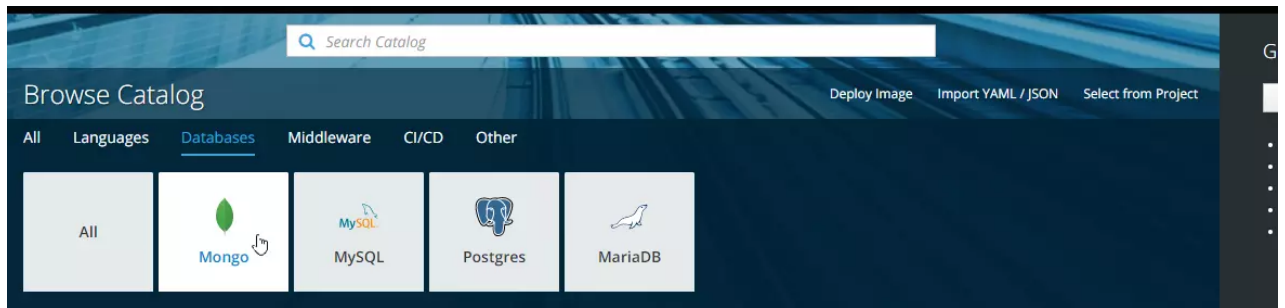 Search Catalog
G
Browse Catalog
Deploy Image Import YAML / JSON Select from Project
All Languages Databases Middleware CI/CD Other
All
MySQL
Mongo MySQL Postgres MariaDB